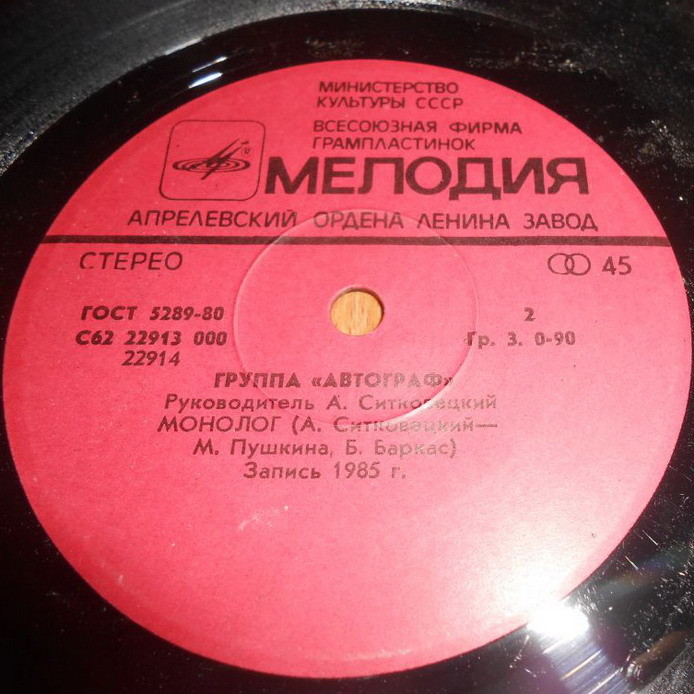 МИНИСТЕРСТВО
КУЛЬТУРЫ СССР
ВСЕСОЮЗНАЯ ФИРМА
ГРАМПЛАСТИНОК
МЕЛОДИЯ
АПРЕЛЕВСКИЙ ОРДЕНА ЛЕНИНА ЗАВОД
СТЕРЕО 45
ГОСТ 5289-80 2
С62 22913 000 Гр. 3. 0-90
22914
ГРУППА «АВТОГРАФ»
Руководитель А. Ситковецкий
МОНОЛОГ (А. Ситковецкий—
М. Пушкина, Б. Баркас)
Запись 1985 г.